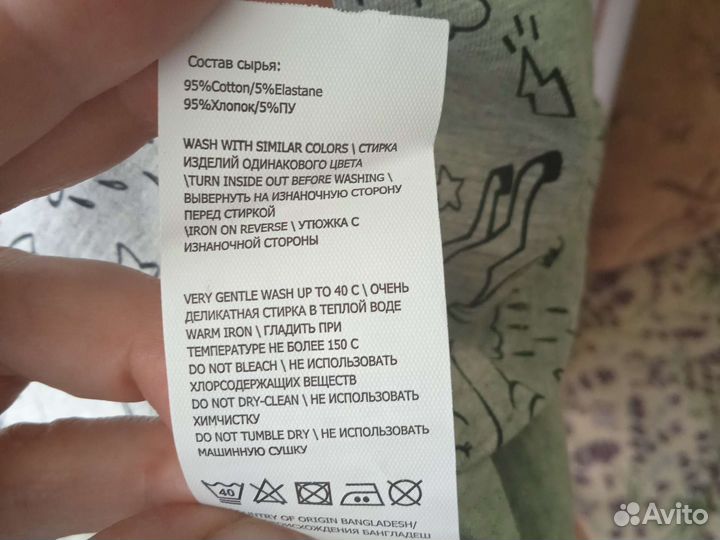 Состав сырья:
95%Cotton/5%Elastane
95%Хлопок/5%ПУ
WASH WITH SIMILAR COLORS \ СТИРКА
ИЗДЕЛИЙ ОДИНАКОВОГО ЦВЕТА
\TURN INSIDE OUT BEFORE WASHING \
ВЫВЕРНУТЬ НА ИЗНАНОЧНУЮ СТОРОНУ
ПЕРЕД СТИРКОЙ
\IRON ON REVERSE \ УТЮЖКА С
ИЗНАНОЧНОЙ СТОРОНЫ
VERY GENTLE WASH UP TO 40 C \ ОЧЕНЬ
ДЕЛИКАТНАЯ СТИРКА В ТЕПЛОЙ ВОДЕ
WARM IRON \ ГЛАДИТЬ ПРИ
ТЕМПЕРАТУРЕ НЕ БОЛЕЕ 150 С
DO NOT BLEACH \ НЕ ИСПОЛЬЗОВАТЬ
ХЛОРСОДЕРЖАЩИХ ВЕЩЕСТВ
DO NOT DRY-CLEAN \ НЕ ИСПОЛЬЗОВАТЬ
ХИМЧИСТКУ
DO NOT TUMBLE DRY \ НЕ ИСПОЛЬЗОВАТЬ
МАШИННУЮ СУШКУ
40
OF ORIGIN BANGLADESH/
БАНГЛАДЕШ
Avito